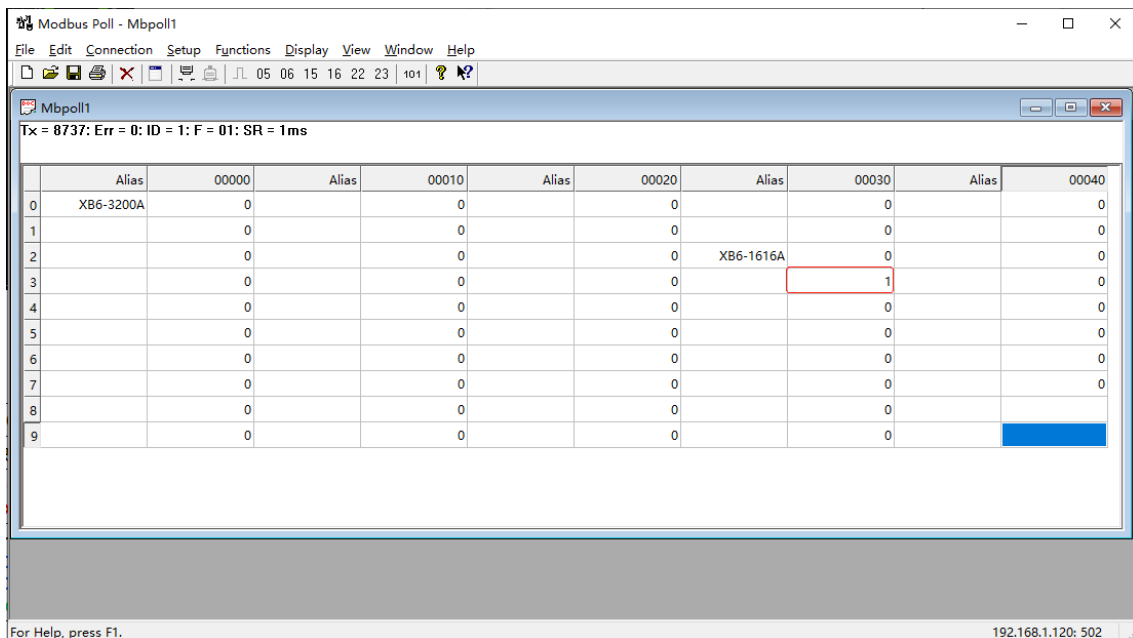 Modbus Poll - Mbpoll1
File Edit Connection Setup Functions Display View Window Help
05 06 15 16 22 23 101
Mbpoll1
Tx = 8737: Err = 0: ID = 1: F = 01: SR = 1ms
Alias 00000 Alias 00010 Alias 00020 Alias 00030 Alias 00040
0 XB6-3200A 0 0 0 0 0
1 0 0 0 0 0
2 0 0 0 XB6-1616A 0 0
3 0 0 0 1 0
4 0 0 0 0 0
5 0 0 0 0 0
6 0 0 0 0 0
7 0 0 0 0 0
8 0 0 0 0
9 0 0 0 0
For Help, press F1. 192.168.1.120: 502